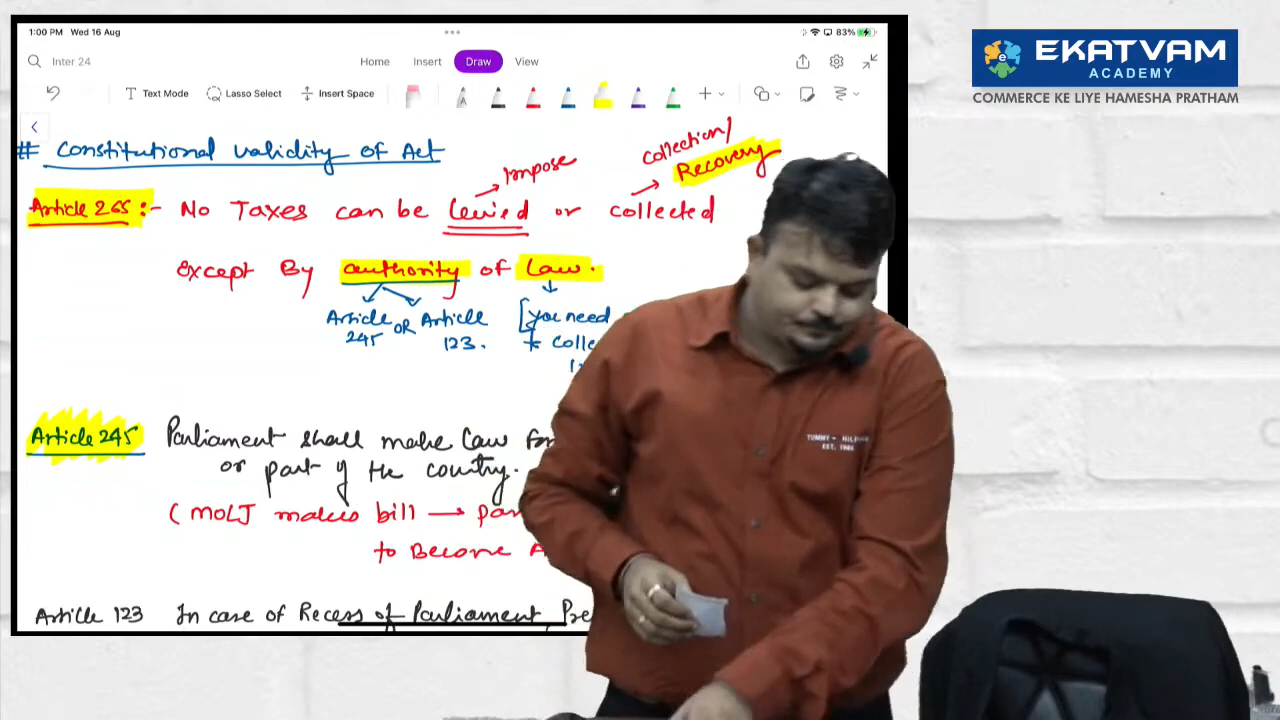 1:00 PM Wed 16 Aug
83%
Inter 24
Home Insert Draw View
Text Mode Lasso Select Insert Space
EKATVAM
ACADEMY
COMMERCE KE LIYE HAMESHA PRATHAM
# Constitutional validity of Act
Impose
Collection/
Recovery
Article 265:- No Taxes can be levied or collected
Except By authority of law.
Article 245 OR Article 123.
[you need
Article 245 Parliament shall make law for
or part of the country.
(MOLJ makes bill → par
to Become A
Article 123 In case of Recess of Parliament, Pre
TOMMY - HILFIGER
EST. 1985